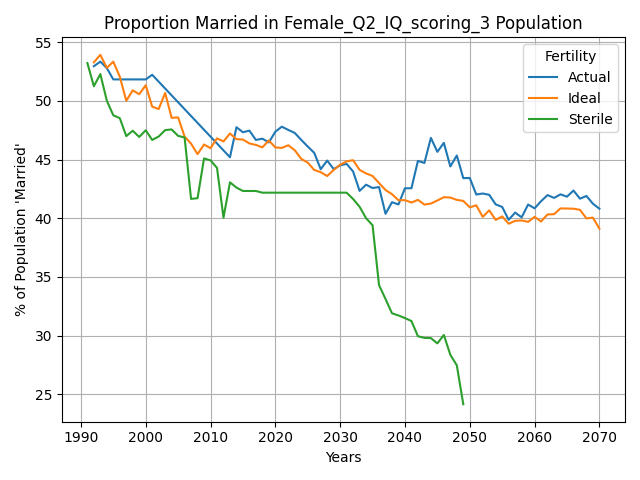 Proportion Married in Female_Q2_IQ_scoring_3 Population
% of Population 'Married'
55
50
45
40
35
30
25
Fertility
Actual
Ideal
Sterile
1990 2000 2010 2020 2030 2040 2050 2060 2070
Years